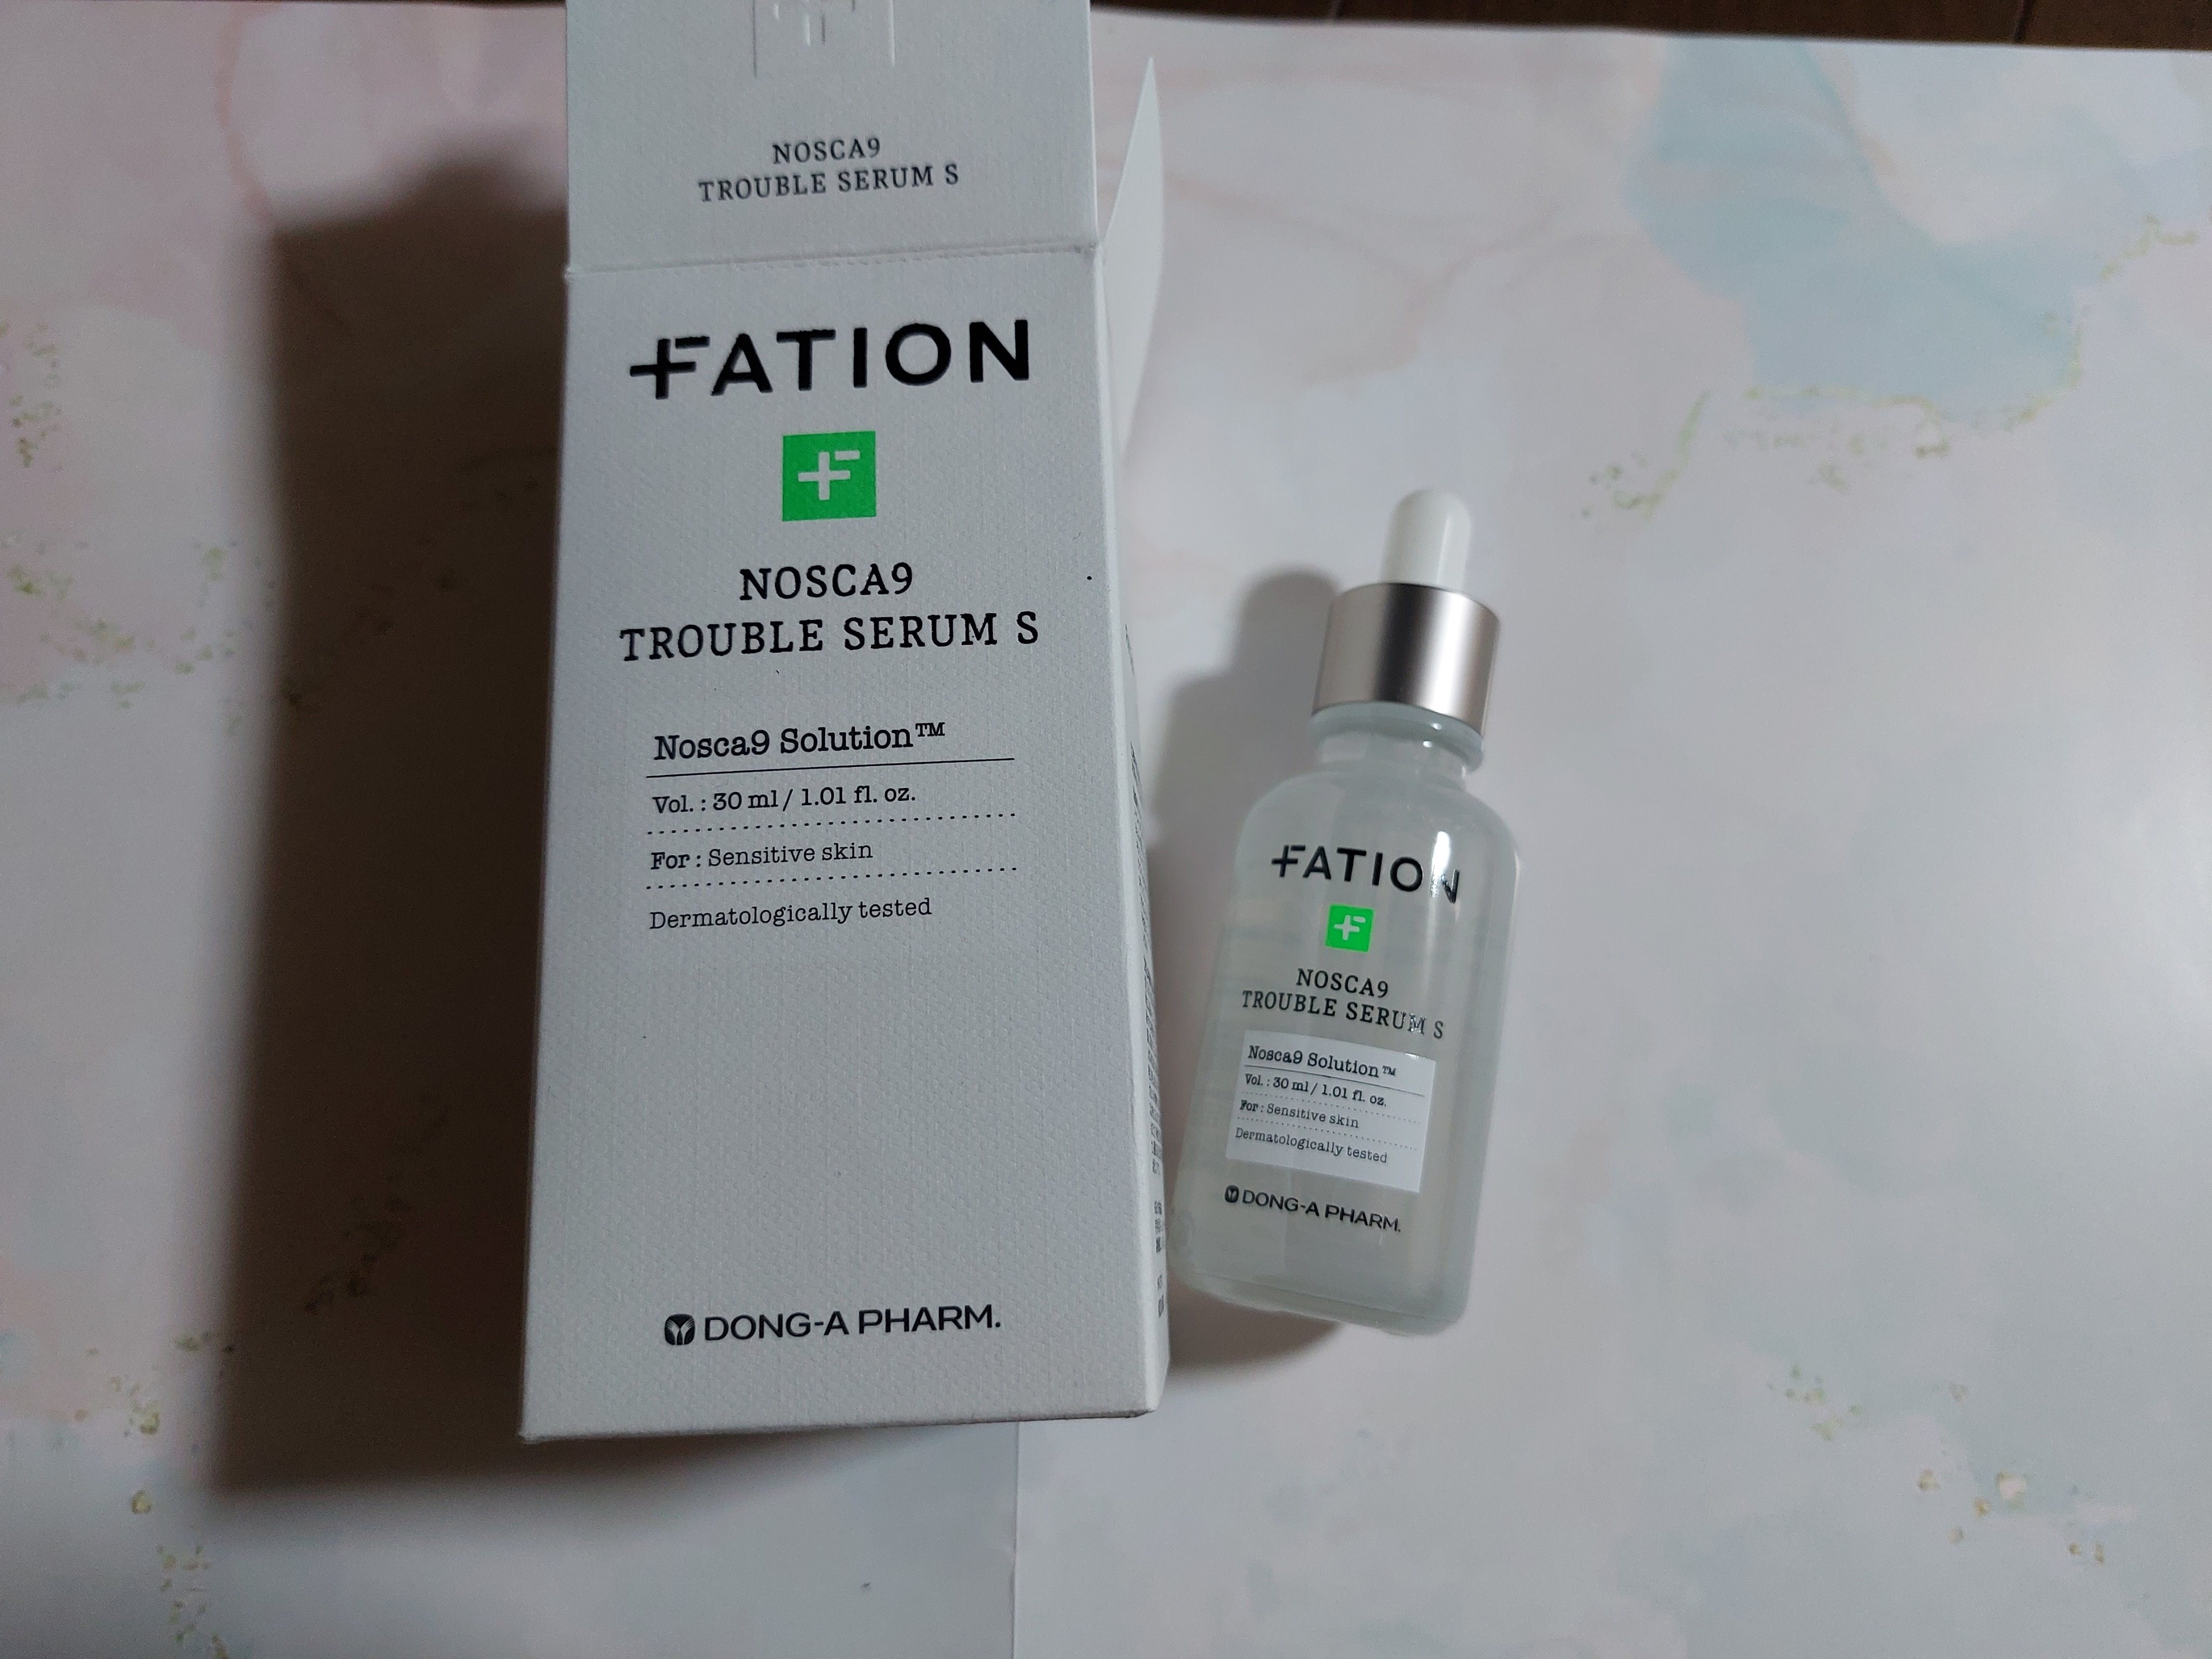 NOSCA9
TROUBLE SERUM S
FATION
NOSCA9
TROUBLE SERUM S
Nosca9 Solution™
Vol. : 30 ml / 1.01 fl. oz.
For : Sensitive skin
Dermatologically tested
DONG-A PHARM.
FATION
NOSCA9
TROUBLE SERUM S
Nosca9 Solution™
Vol. : 30 ml / 1.01 fl. oz.
For : Sensitive skin
Dermatologically tested
DONG-A PHARM.